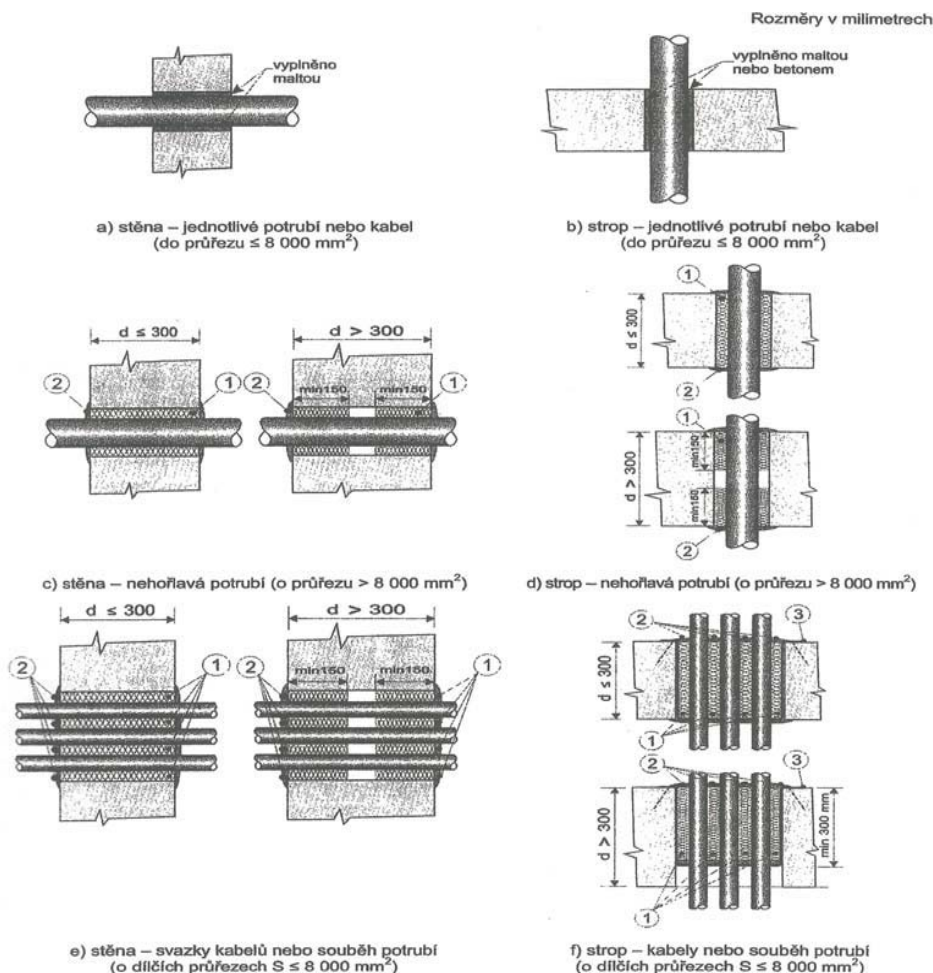 Rozměry v milimetrech
vyplněno
maltou
vyplněno maltou
nebo betonem
a) stěna – jednotlivé potrubí nebo kabel
(do průřezu ≤ 8 000 mm²)
b) strop – jednotlivé potrubí nebo kabel
(do průřezu ≤ 8 000 mm²)
d ≤ 300
d > 300
2
1
2
min150
min150
1
1
d ≤ 300
2
1
d > 300
min150
min150
2
c) stěna – nehořlavá potrubí (o průřezu > 8 000 mm²)
d) strop – nehořlavá potrubí (o průřezu > 8 000 mm²)
d ≤ 300
d > 300
2
1
2
min150
min150
1
2
3
d ≤ 300
1
2
3
d > 300
min 300 mm
1
e) stěna – svazky kabelů nebo souběh potrubí
(o dílčích průřezech S ≤ 8 000 mm²)
f) strop – kabely nebo souběh potrubí
(o dílčích průřezech S ≤ 8 000 mm²)